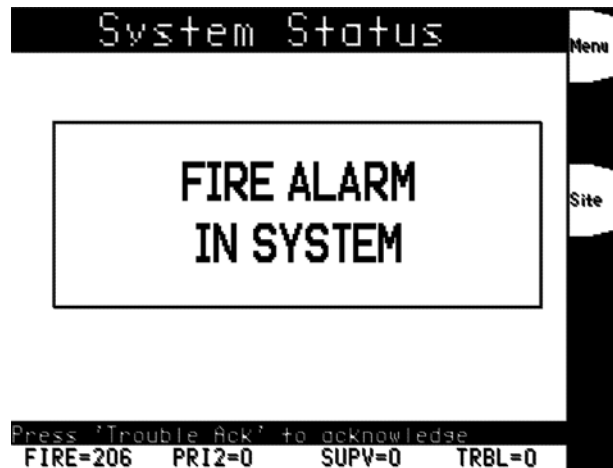 System Status
Menu
FIRE ALARM
IN SYSTEM
Site
Press 'Trouble Ack' to acknowledge
FIRE=206 PRI2=0 SUPV=0 TRBL=0